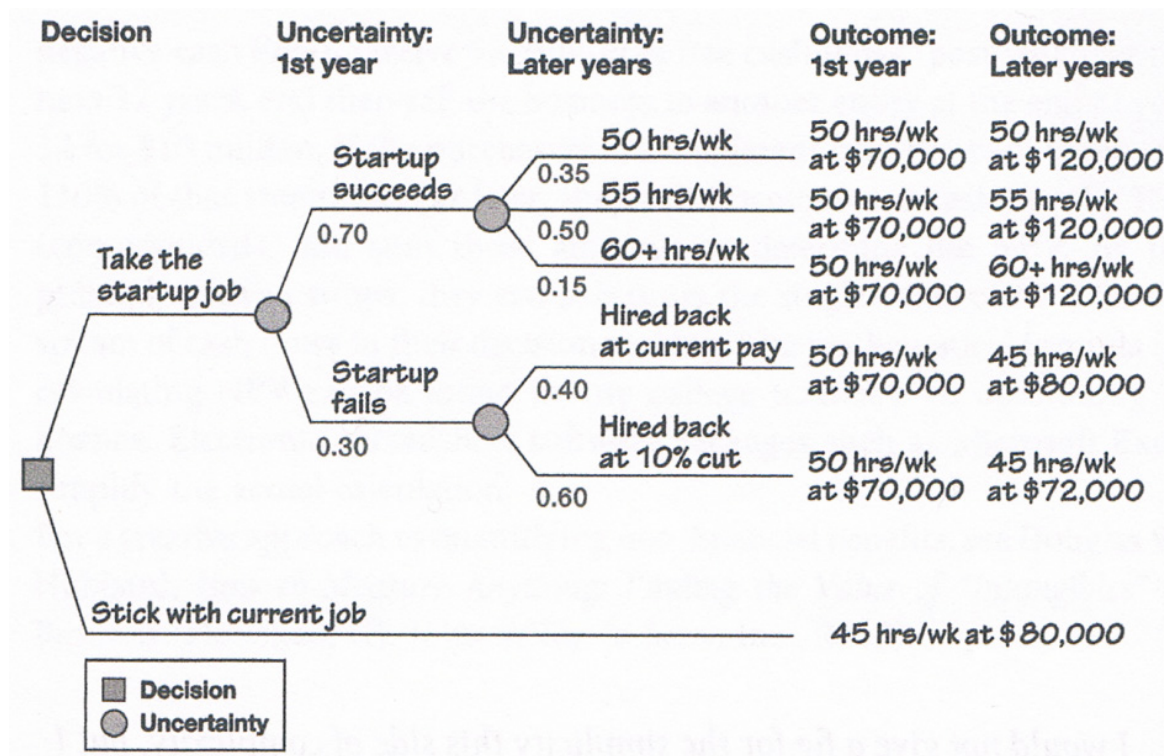 Decision
Uncertainty:
1st year
Uncertainty:
Later years
Outcome:
1st year
Outcome:
Later years
Startup
succeeds
0.70
50 hrs/wk
0.35
50 hrs/wk
at $70,000
50 hrs/wk
at $120,000
55 hrs/wk
0.50
50 hrs/wk
at $70,000
55 hrs/wk
at $120,000
60+ hrs/wk
0.15
50 hrs/wk
at $70,000
60+ hrs/wk
at $120,000
Take the
startup job
Startup
fails
0.30
Hired back
at current pay
0.40
50 hrs/wk
at $70,000
45 hrs/wk
at $80,000
Hired back
at 10% cut
0.60
50 hrs/wk
at $70,000
45 hrs/wk
at $72,000
Stick with current job
45 hrs/wk at $80,000
Decision
Uncertainty